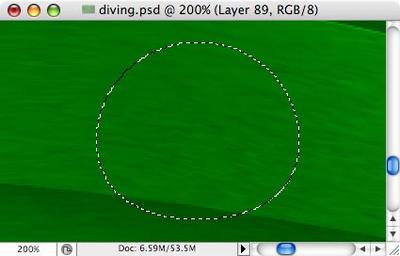 diving.psd @ 200% (Layer 89, RGB/8)
200% Doc: 6.59M/53.5M